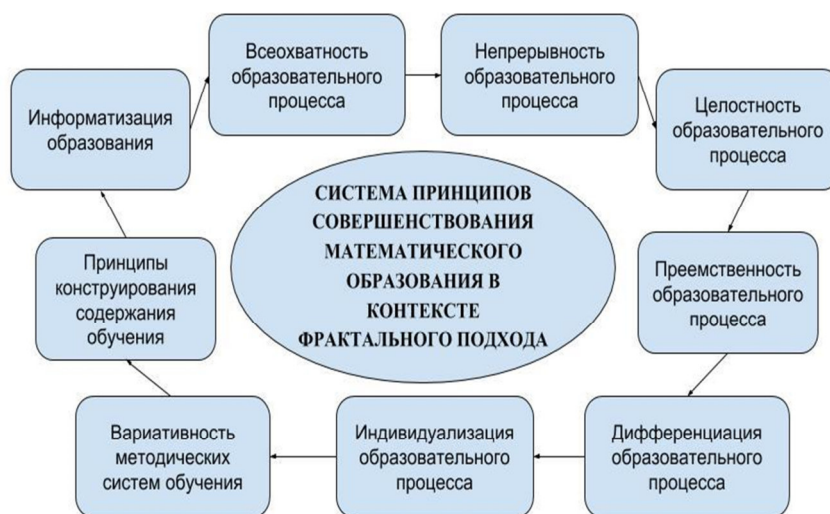 Всеохватность
образовательного
процесса
Непрерывность
образовательного
процесса
Целостность
образовательного
процесса
Преемственность
образовательного
процесса
Дифференциация
образовательного
процесса
Индивидуализация
образовательного
процесса
Вариативность
методических
систем обучения
Принципы
конструирования
содержания
обучения
Информатизация
образования
СИСТЕМА ПРИНЦИПОВ
СОВЕРШЕНСТВОВАНИЯ
МАТЕМАТИЧЕСКОГО
ОБРАЗОВАНИЯ В
КОНТЕКСТЕ
ФРАКТАЛЬНОГО ПОДХОДА